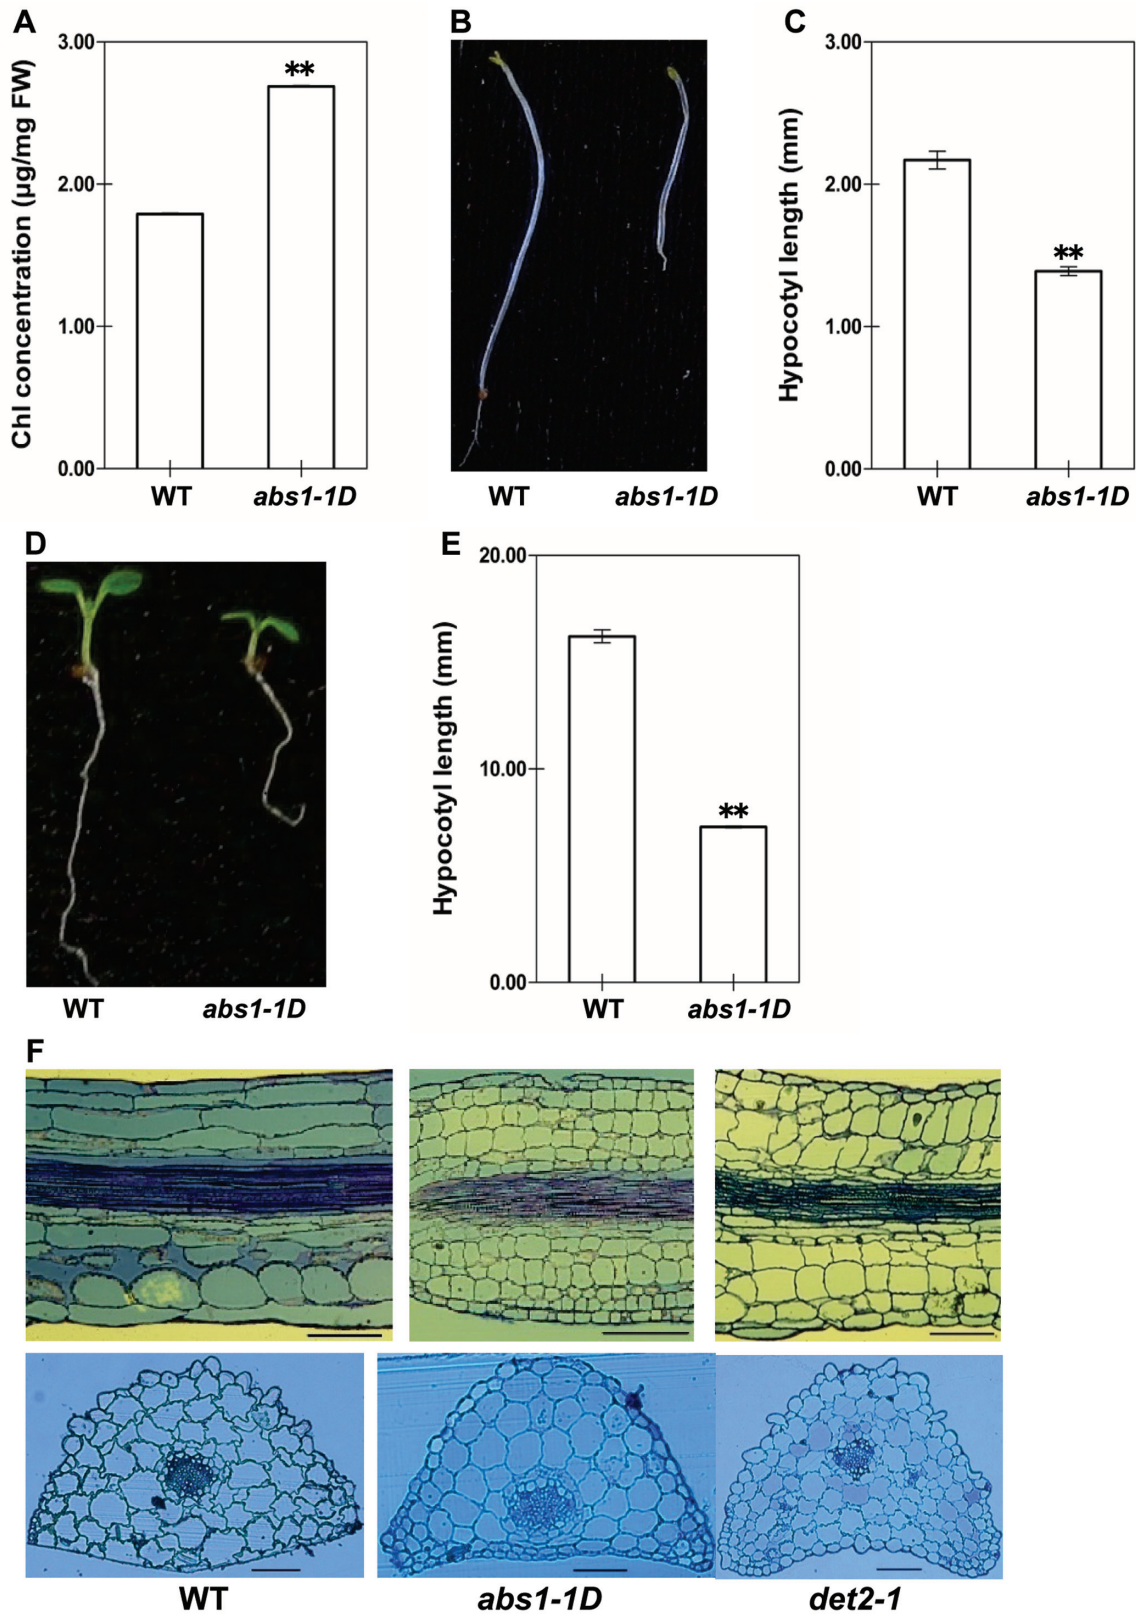 A
Chl concentration (µg/mg FW)
3.00
2.00
1.00
0.00
**
WT abs1-1D
B
WT abs1-1D
C
Hypocotyl length (mm)
3.00
2.00
1.00
0.00
**
WT abs1-1D
D
WT abs1-1D
E
Hypocotyl length (mm)
20.00
10.00
0.00
**
WT abs1-1D
F
WT abs1-1D det2-1